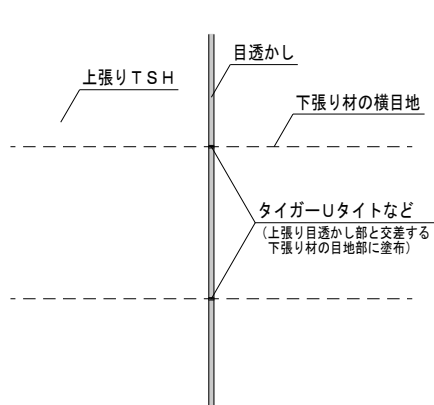 目透かし
上張りTSH
下張り材の横目地
タイガーUタイトなど
(上張り目透かし部と交差する
下張り材の目地部に塗布)